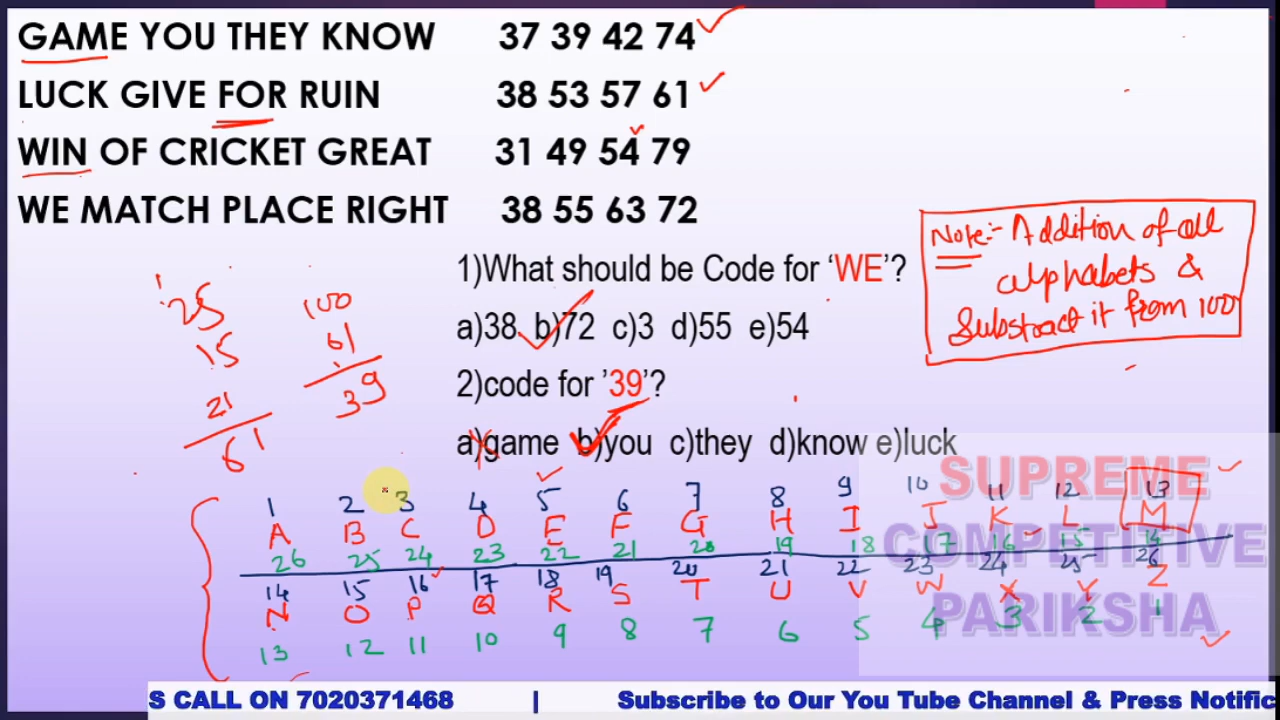 GAME YOU THEY KNOW 37 39 42 74
LUCK GIVE FOR RUIN 38 53 57 61
WIN OF CRICKET GREAT 31 49 54 79
WE MATCH PLACE RIGHT 38 55 63 72
1)What should be Code for ‘WE’?
a)38 b)72 c)3 d)55 e)54
2)code for ’39’?
a)game b)you c)they d)know e)luck
Note:- Addition of all
alphabets &
Substract it from 100
25
15
21
61
100
61
39
1 2 3 4 5 6 7 8 9 10 11 12 13
A B C D E F G H I J K L M
26 25 24 23 22 21 20 19 18 17 16 15 14
14 15 16 17 18 19 20 21 22 23 24 25 26
N O P Q R S T U V W X Y Z
13 12 11 10 9 8 7 6 5 4 3 2 1
SUPREME
COMPETITIVE
PARIKSHA
S CALL ON 7020371468 | Subscribe to Our You Tube Channel & Press Notific